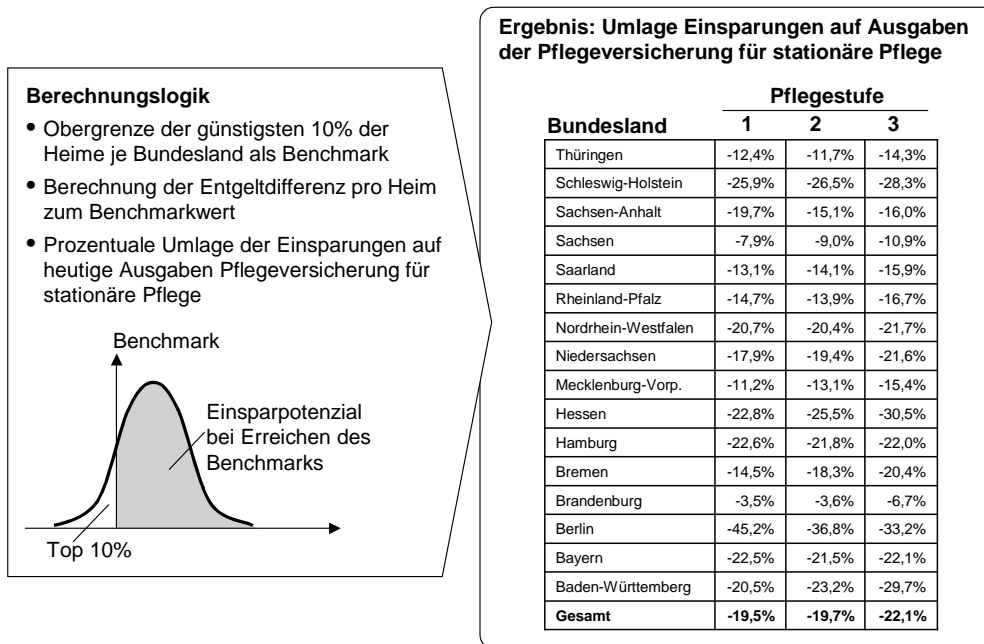 Ergebnis: Umlage Einsparungen auf Ausgaben
der Pflegeversicherung für stationäre Pflege
Berechnungslogik
• Obergrenze der günstigsten 10% der
Heime je Bundesland als Benchmark
• Berechnung der Entgeltdifferenz pro Heim
zum Benchmarkwert
• Prozentuale Umlage der Einsparungen auf
heutige Ausgaben Pflegeversicherung für
stationäre Pflege
Benchmark
Einsparpotenzial
bei Erreichen des
Benchmarks
Top 10%
Pflegestufe
Bundesland 1 2 3
Thüringen -12,4% -11,7% -14,3%
Schleswig-Holstein -25,9% -26,5% -28,3%
Sachsen-Anhalt -19,7% -15,1% -16,0%
Sachsen -7,9% -9,0% -10,9%
Saarland -13,1% -14,1% -15,9%
Rheinland-Pfalz -14,7% -13,9% -16,7%
Nordrhein-Westfalen -20,7% -20,4% -21,7%
Niedersachsen -17,9% -19,4% -21,6%
Mecklenburg-Vorp. -11,2% -13,1% -15,4%
Hessen -22,8% -25,5% -30,5%
Hamburg -22,6% -21,8% -22,0%
Bremen -14,5% -18,3% -20,4%
Brandenburg -3,5% -3,6% -6,7%
Berlin -45,2% -36,8% -33,2%
Bayern -22,5% -21,5% -22,1%
Baden-Württemberg -20,5% -23,2% -29,7%
Gesamt -19,5% -19,7% -22,1%